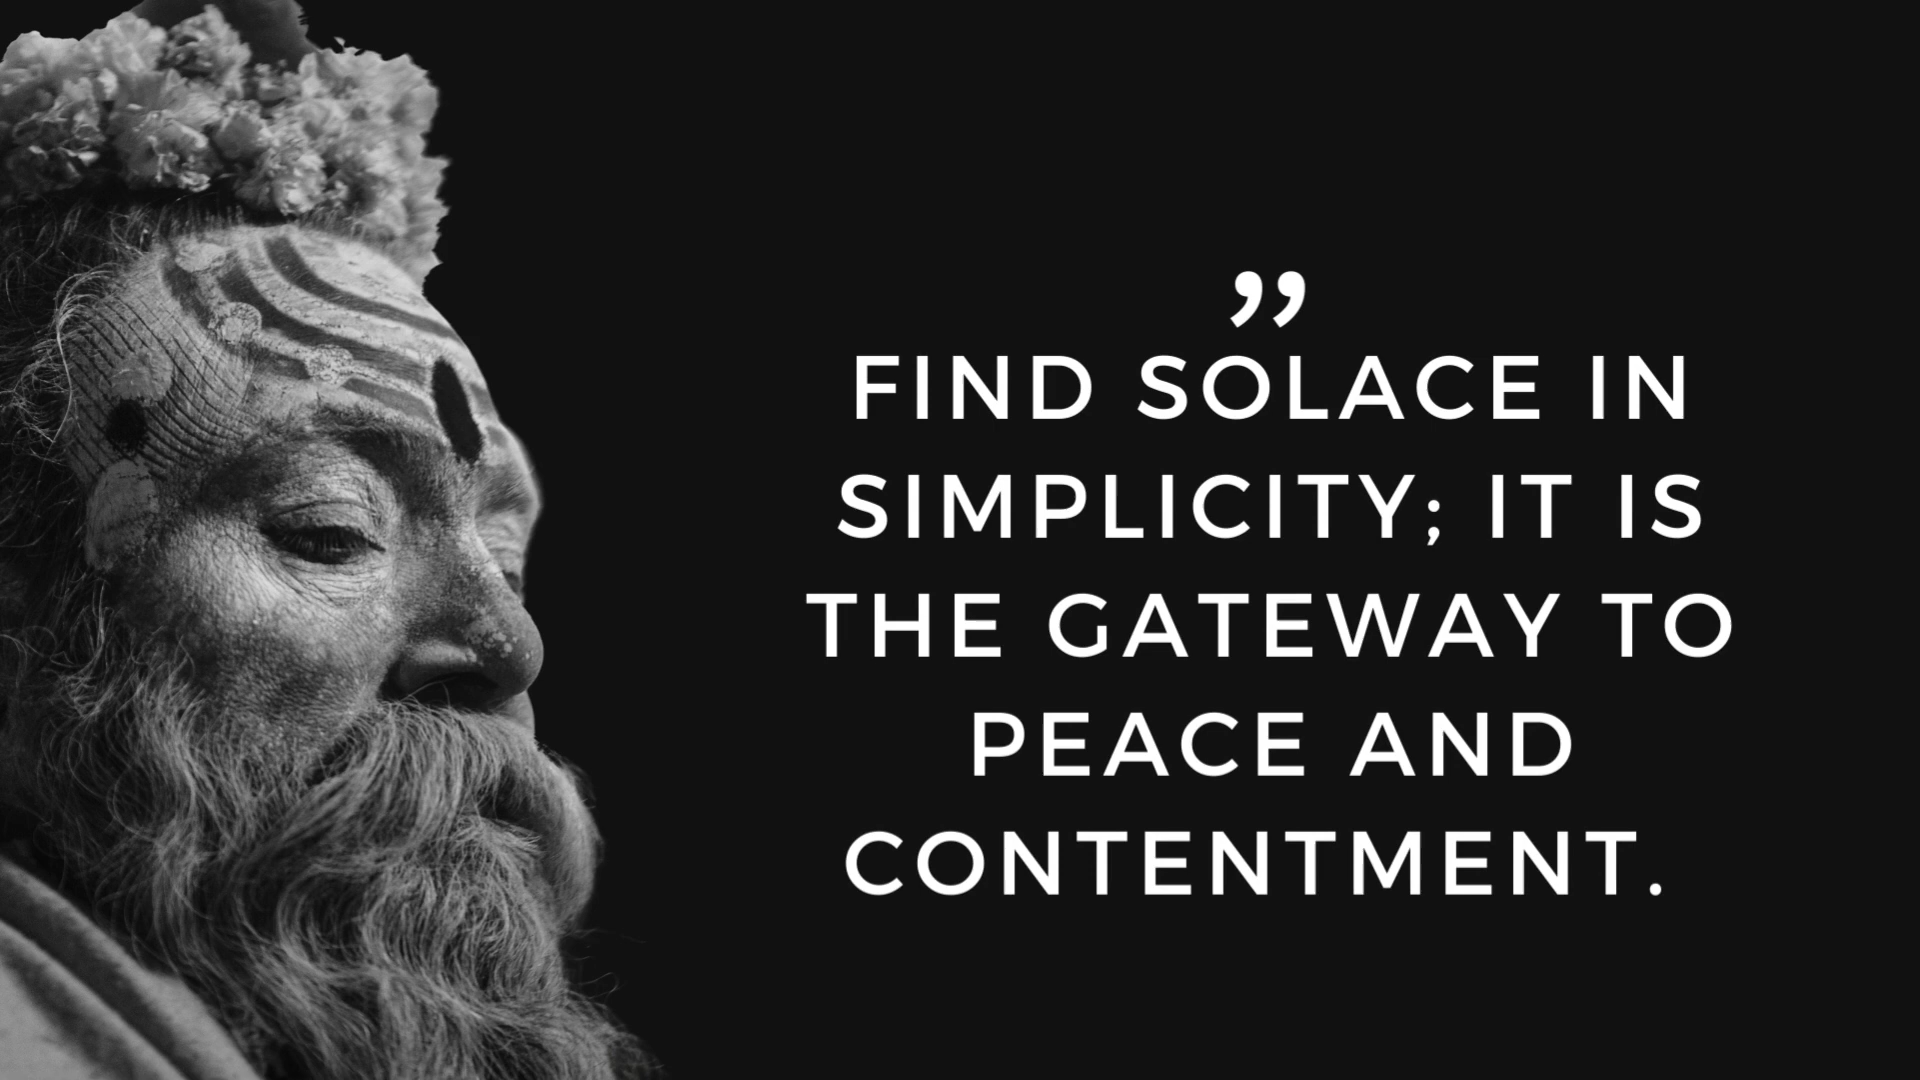 ”
FIND SOLACE IN
SIMPLICITY; IT IS
THE GATEWAY TO
PEACE AND
CONTENTMENT.